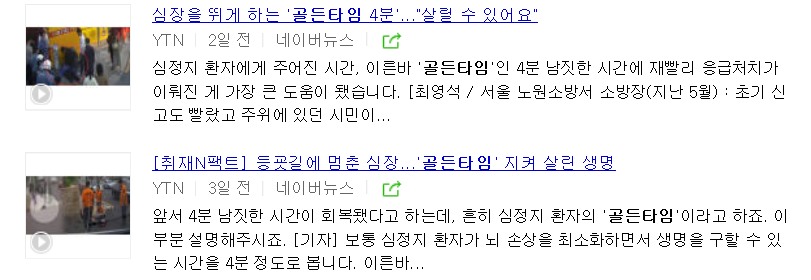 심장을 뛰게 하는 '골든타임 4분'..."살릴 수 있어요"
YTN 2일 전 네이버뉴스
심정지 환자에게 주어진 시간, 이른바 '골든타임'인 4분 남짓한 시간에 재빨리 응급처치가
이뤄진 게 가장 큰 도움이 됐습니다. [최영석 / 서울 노원소방서 소방장(지난 5월) : 초기 신
고도 빨랐고 주위에 있던 시민이...
[취재N팩트] 등굣길에 멈춘 심장...'골든타임' 지켜 살린 생명
YTN 3일 전 네이버뉴스
앞서 4분 남짓한 시간이 회복됐다고 하는데, 흔히 심정지 환자의 '골든타임'이라고 하죠. 이
부분 설명해주시죠. [기자] 보통 심정지 환자가 뇌 손상을 최소화하면서 생명을 구할 수 있
는 시간을 4분 정도로 봅니다. 이른바...